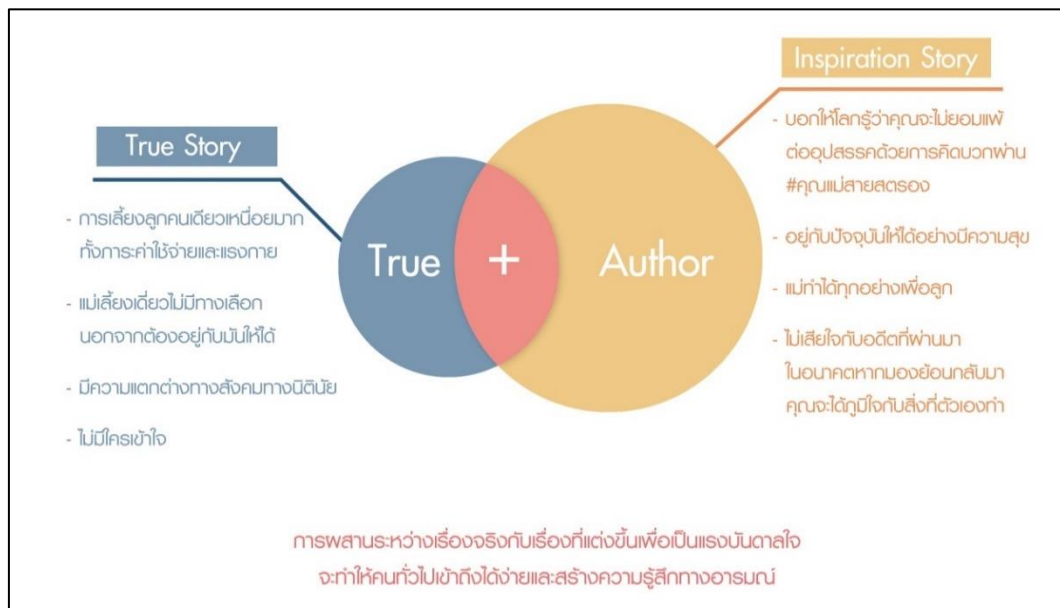 Inspiration Story
- บอกให้โลกรู้ว่าคุณจะไม่ยอมแพ้
ต่ออุปสรรคด้วยการคิดบวกผ่าน
#คุณแม่สายสตรอง
- อยู่กับปัจจุบันให้ได้อย่างมีความสุข
- แม่ทำได้ทุกอย่างเพื่อลูก
- ไม่เสียใจกับอดีตที่ผ่านมา
ในอนาคตหากมองย้อนกลับมา
คุณจะได้ภูมิใจกับสิ่งที่ตัวเองทำ
True Story
- การเลี้ยงลูกคนเดียวเหนื่อยมาก
ทั้งภาระค่าใช้จ่ายและแรงกาย
- แม่เลี้ยงเดี่ยวไม่มีทางเลือก
นอกจากต้องอยู่กับมันให้ได้
- มีความแตกต่างทางสังคมทางนิตินัย
- ไม่มีใครเข้าใจ
True + Author
การผสานระหว่างเรื่องจริงกับเรื่องที่แต่งขึ้นเพื่อเป็นแรงบันดาลใจ
จะทำให้คนทั่วไปเข้าถึงได้ง่ายและสร้างความรู้สึกทางอารมณ์